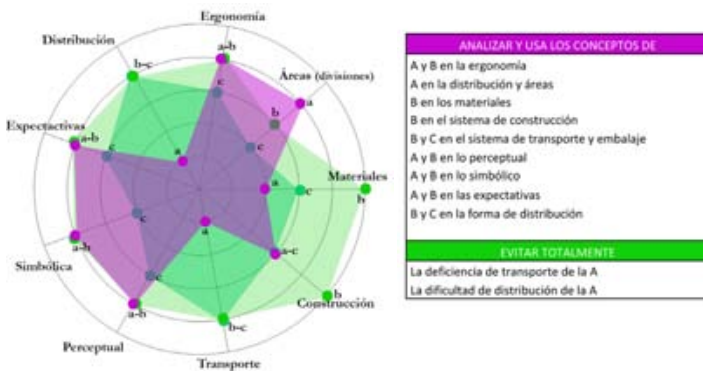 Ergonomía
a-b
Distribución
b-c
c
Áreas (divisiones)
a
b
Expectactivas
a-b
c
c
a
Materiales
a
c
b
c
a
a-c
Simbólica
a-b
c
b
Construcción
a-b
Perceptual
b-c
Transporte
ANALIZAR Y USA LOS CONCEPTOS DE
A y B en la ergonomía
A en la distribución y áreas
B en los materiales
B en el sistema de construcción
B y C en el sistema de transporte y embalaje
A y B en lo perceptual
A y B en lo simbólico
A y B en las expectativas
B y C en la forma de distribución
EVITAR TOTALMENTE
La deficiencia de transporte de la A
La dificultad de distribución de la A